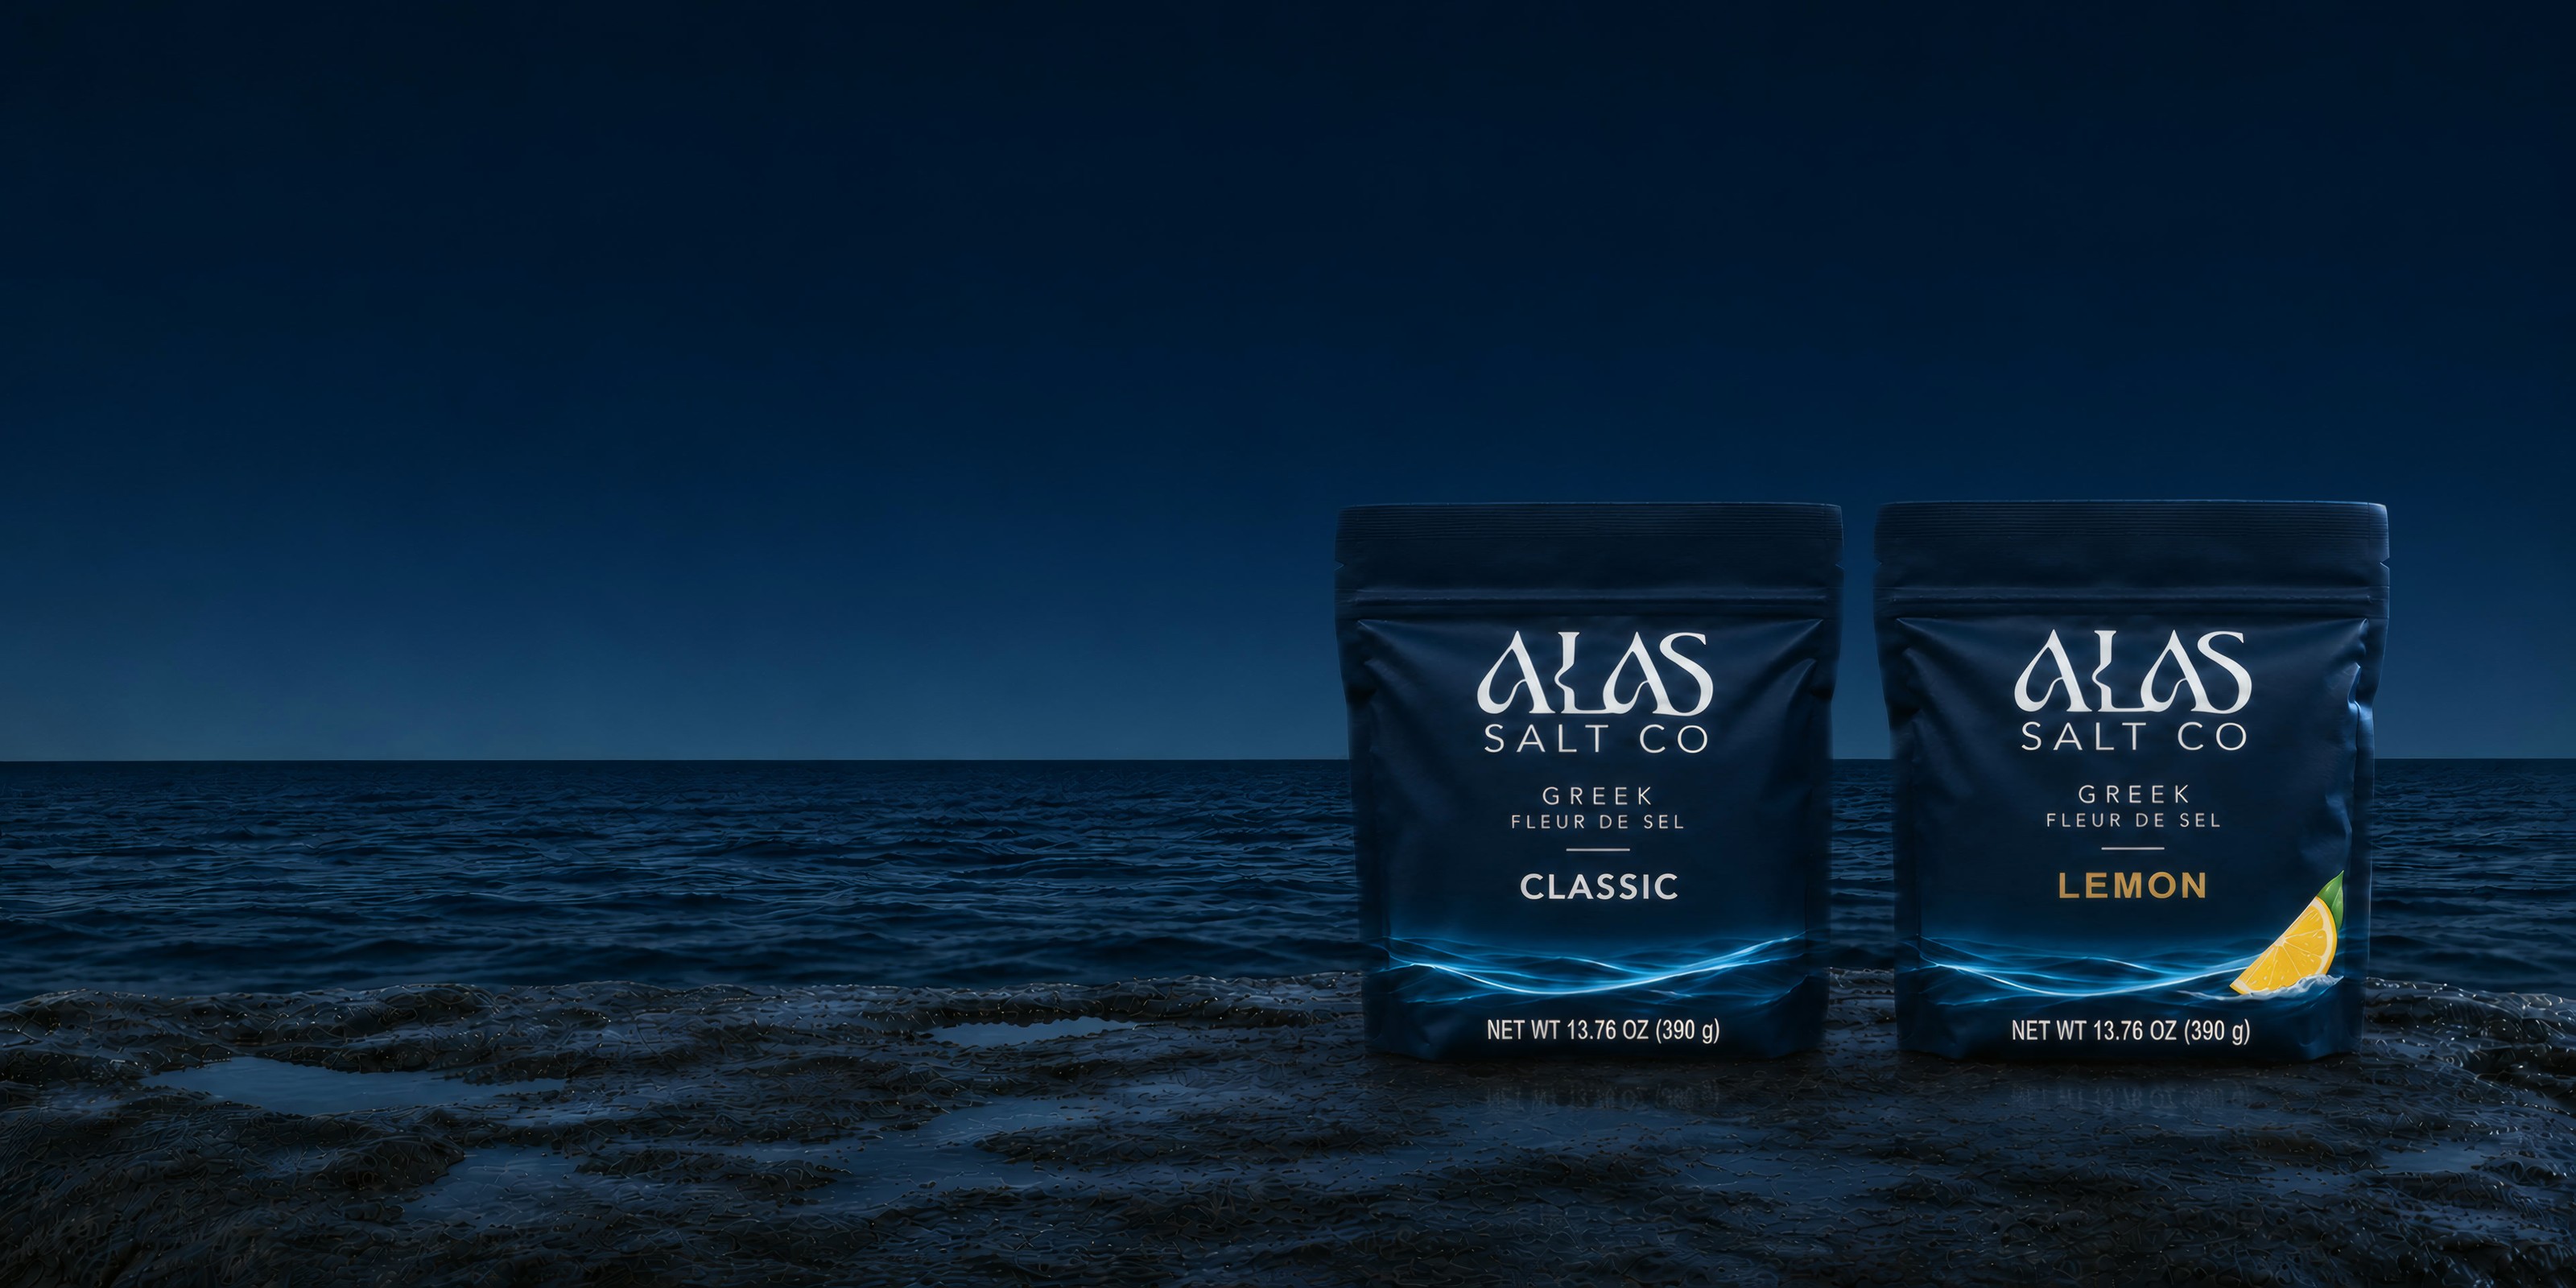 ALAS
SALT CO
GREEK
FLEUR DE SEL
CLASSIC
NET WT 13.76 OZ (390 g)
ALAS
SALT CO
GREEK
FLEUR DE SEL
LEMON
NET WT 13.76 OZ (390 g)